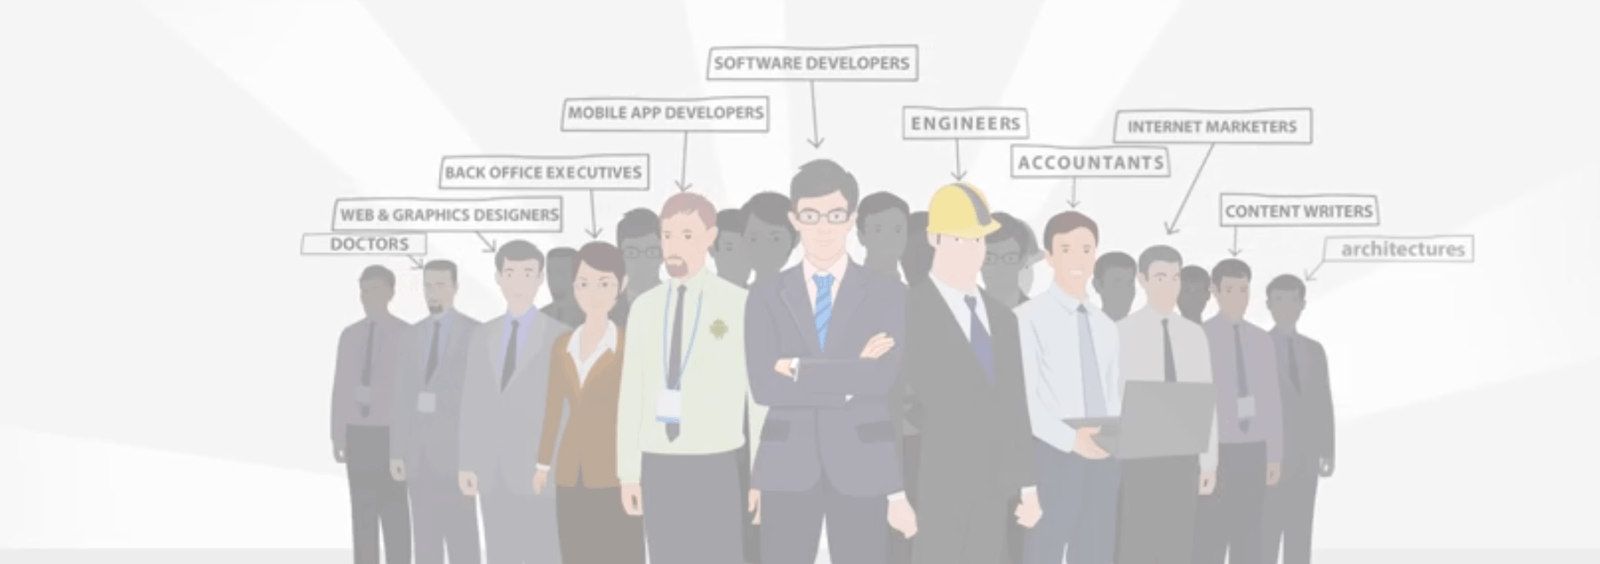 SOFTWARE DEVELOPERS
MOBILE APP DEVELOPERS
ENGINEERS
INTERNET MARKETERS
ACCOUNTANTS
BACK OFFICE EXECUTIVES
WEB & GRAPHICS DESIGNERS
CONTENT WRITERS
DOCTORS
architectures